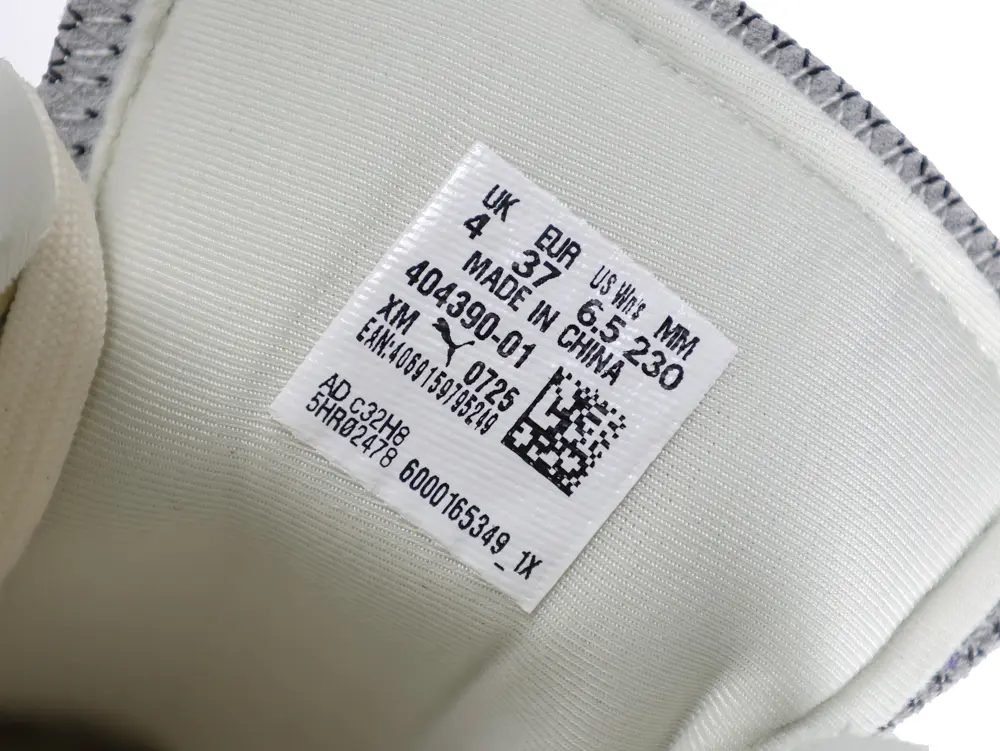 UK EUR US Wn's MM
4 37 6.5 230
MADE IN CHINA
404390-01
XM 0725
EAN:4069159795249
AD C32H8
5HRØ2478 6000165349_1X